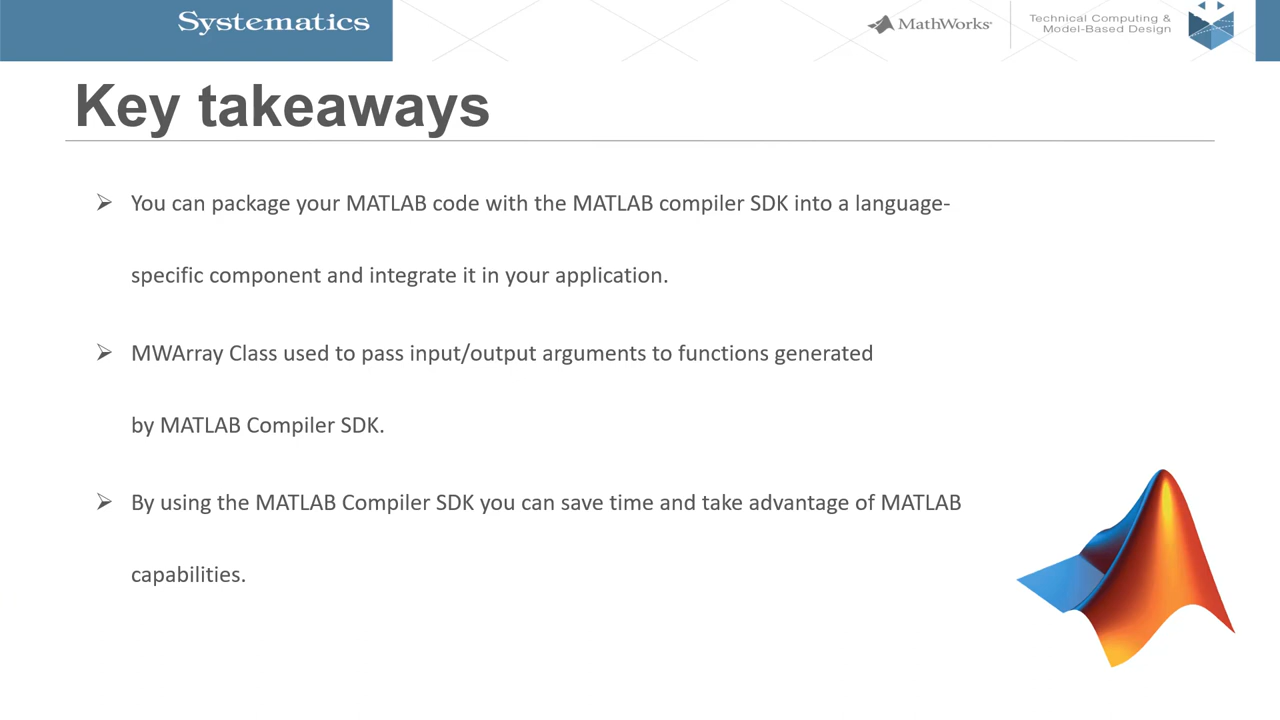 Systematics
MathWorks
Technical Computing &
Model-Based Design
Key takeaways
➢ You can package your MATLAB code with the MATLAB compiler SDK into a language-
specific component and integrate it in your application.
➢ MWArray Class used to pass input/output arguments to functions generated
by MATLAB Compiler SDK.
➢ By using the MATLAB Compiler SDK you can save time and take advantage of MATLAB
capabilities.